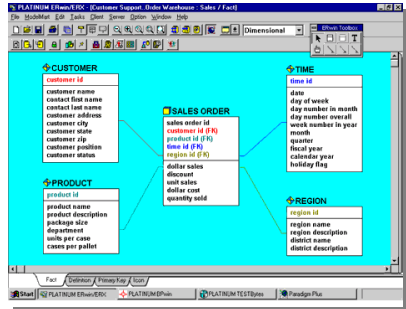 PLATINUM ERwin/ERX - [Customer Support. Order Warehouse : Sales / Fact]
File ModelMart Edit Tasks Client Server Option Window Help
Dimensional
ERwin Toolbox
T
CUSTOMER
customer id
customer name
contact first name
contact last name
customer address
customer city
customer state
customer zip
customer position
customer status
SALES ORDER
sales order id
customer id (FK)
product id (FK)
time id (FK)
region id (FK)
dollar sales
discount
unit sales
dollar cost
quantity sold
TIME
time id
date
day of week
day number in month
day number overall
week number in year
month
quarter
fiscal year
calendar year
holiday flag
PRODUCT
product id
product name
product description
package size
department
units per case
cases per pallet
REGION
region id
region name
region description
district name
district description
Fact Definition Primary Key Icon
Start PLATINUM ERwin/ERX PLATINUM BPwin PLATINUM TESTBytes Paradigm Plus